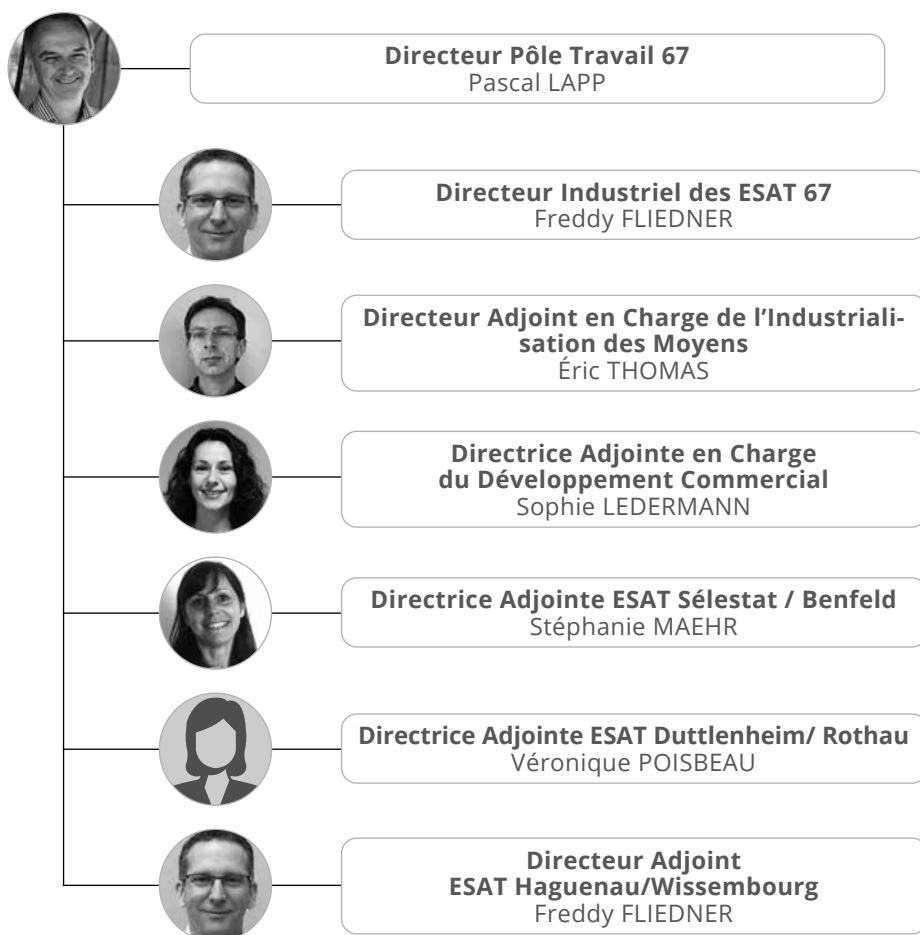 Directeur Pôle Travail 67
Pascal LAPP
Directeur Industriel des ESAT 67
Freddy FLIEDNER
Directeur Adjoint en Charge de l’Industriali-
sation des Moyens
Éric THOMAS
Directrice Adjointe en Charge
du Développement Commercial
Sophie LEDERMANN
Directrice Adjointe ESAT Sélestat / Benfeld
Stéphanie MAEHR
Directrice Adjointe ESAT Duttlenheim/ Rothau
Véronique POISBEAU
Directeur Adjoint
ESAT Haguenau/Wissembourg
Freddy FLIEDNER